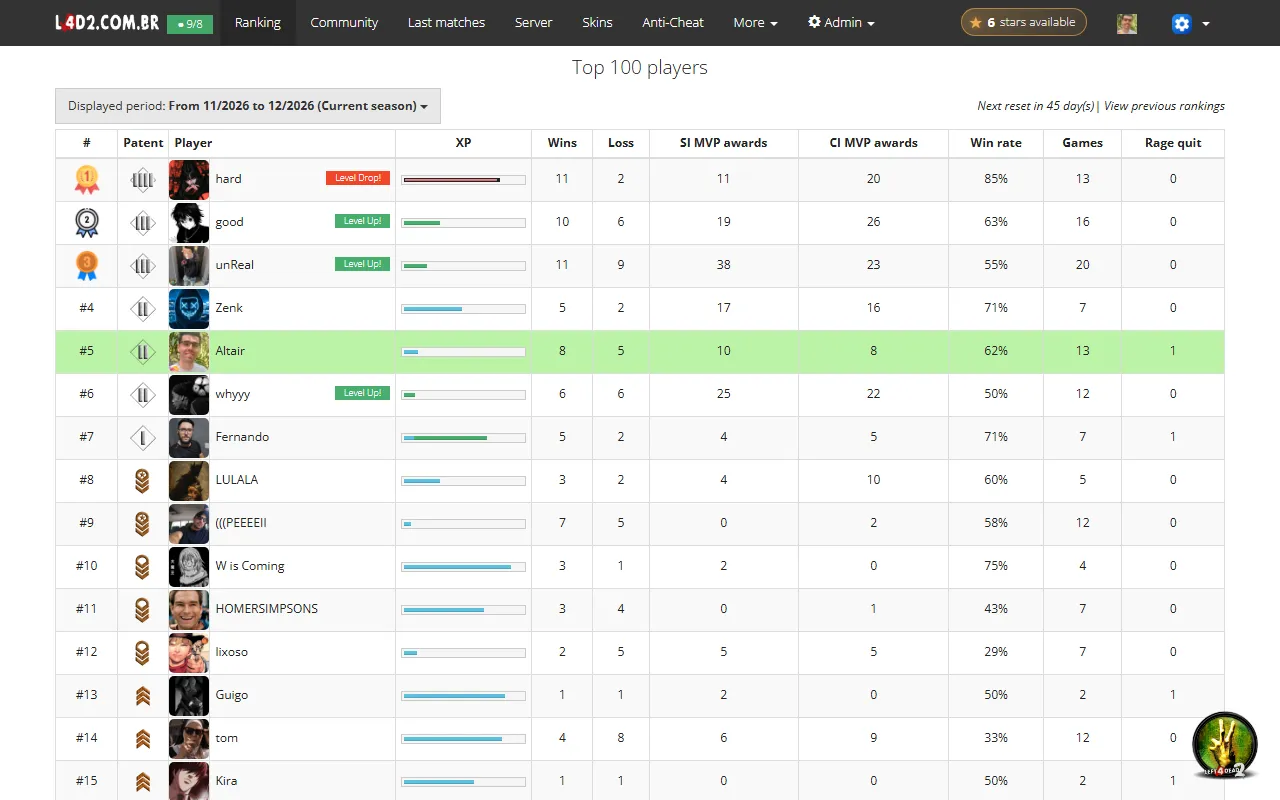 L4D2.COM.BR 9/8 Ranking Community Last matches Server Skins Anti-Cheat More Admin 6 stars available
Top 100 players
Displayed period: From 11/2026 to 12/2026 (Current season)
Next reset in 45 day(s)| View previous rankings
# Patent Player XP Wins Loss SI MVP awards CI MVP awards Win rate Games Rage quit
1 hard Level Drop! 11 2 11 20 85% 13 0
2 good Level Up! 10 6 19 26 63% 16 0
3 unReal Level Up! 11 9 38 23 55% 20 0
#4 Zenk 5 2 17 16 71% 7 0
#5 Altair 8 5 10 8 62% 13 1
#6 whyyy Level Up! 6 6 25 22 50% 12 0
#7 Fernando 5 2 4 5 71% 7 1
#8 LULALA 3 2 4 10 60% 5 0
#9 (((PEEEEII 7 5 0 2 58% 12 0
#10 W is Coming 3 1 2 0 75% 4 0
#11 HOMERSIMPSONS 3 4 0 1 43% 7 0
#12 lixoso 2 5 5 5 29% 7 0
#13 Guigo 1 1 2 0 50% 2 1
#14 tom 4 8 6 9 33% 12 0
#15 Kira 1 1 0 0 50% 2 1
LEFT 4 DEAD 2